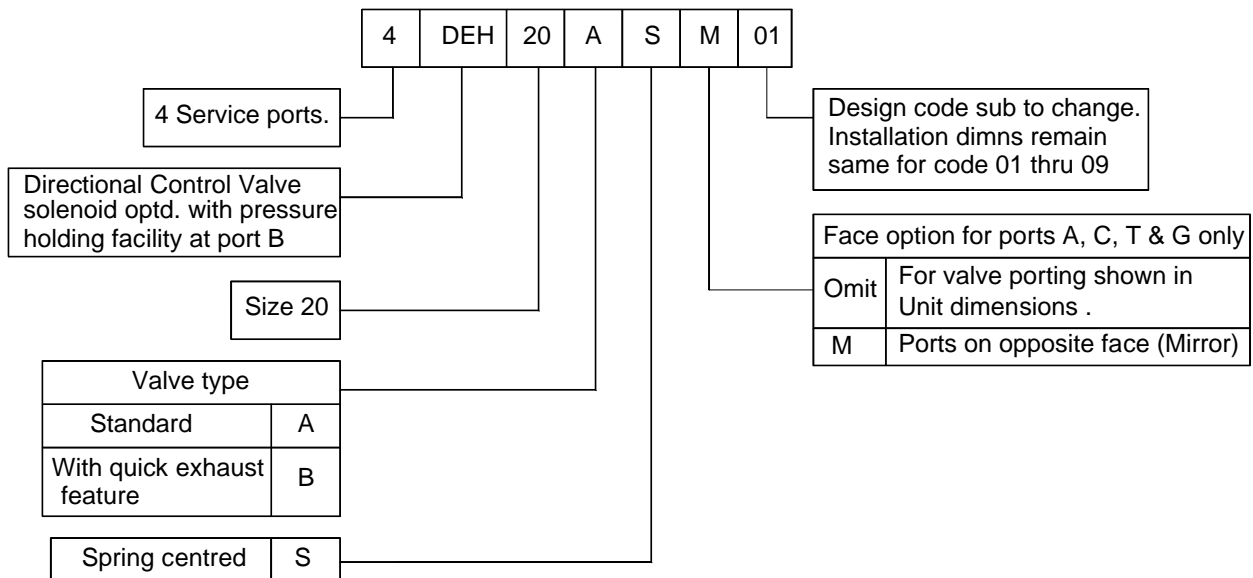 4 DEH 20 A S M 01
4 Service ports.
Directional Control Valve
solenoid optd. with pressure
holding facility at port B
Size 20
Valve type
Standard A
With quick exhaust
feature
B
Spring centred S
Design code sub to change.
Installation dimns remain
same for code 01 thru 09
Face option for ports A, C, T & G only
Omit
For valve porting shown in
Unit dimensions .
M Ports on opposite face (Mirror)